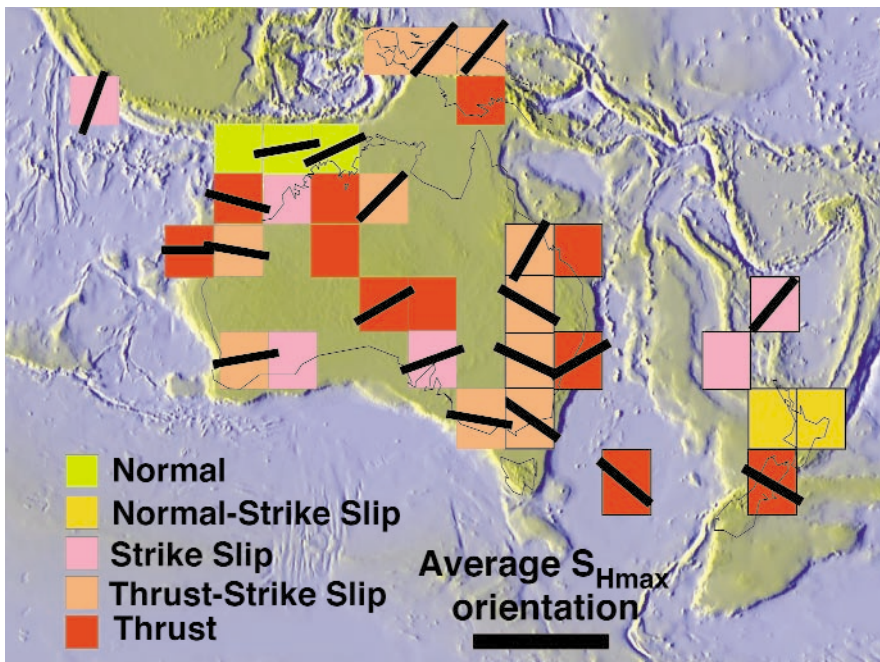 Normal
Normal-Strike Slip
Strike Slip
Thrust-Strike Slip
Thrust
Average SHmax
orientation